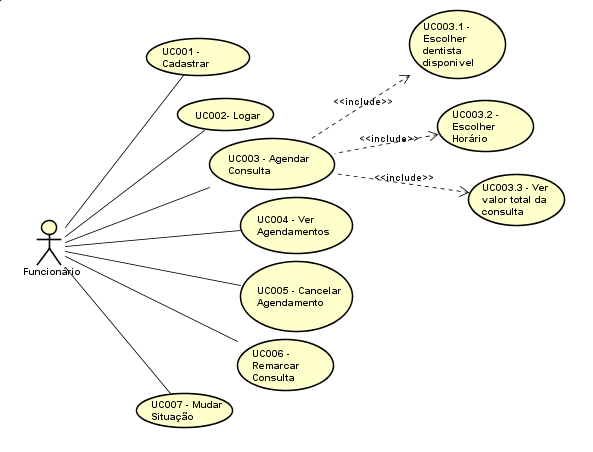 UC001 -
Cadastrar
UC002- Logar
UC003 - Agendar
Consulta
UC003.1 -
Escolher
dentista
disponivel
<<include>>
UC003.2 -
Escolher
Horário
<<include>>
UC003.3 - Ver
valor total da
consulta
<<include>>
UC004 - Ver
Agendamentos
Funcionário
UC005 - Cancelar
Agendamento
UC006 -
Remarcar
Consulta
UC007 - Mudar
Situação